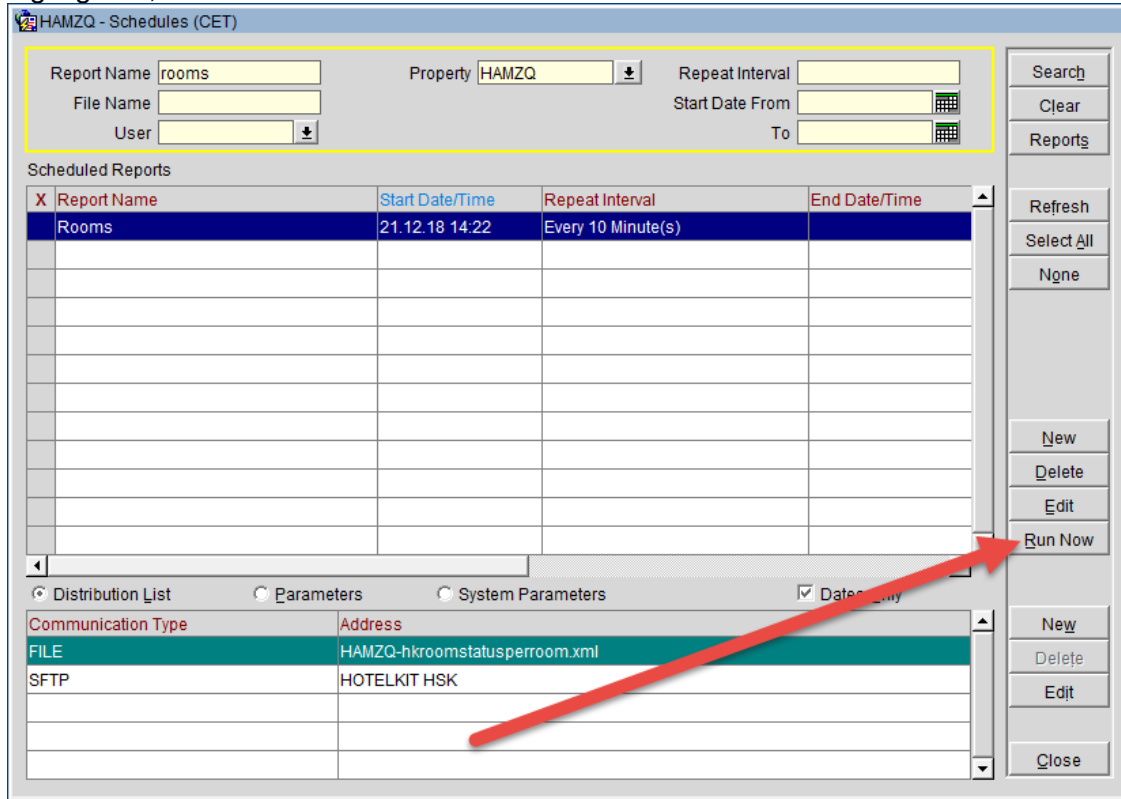 HAMZQ - Schedules (CET)
Report Name rooms Property HAMZQ Repeat Interval Search
File Name Start Date From Clear
User To Reports
Scheduled Reports
X Report Name Start Date/Time Repeat Interval End Date/Time Refresh
Rooms 21.12.18 14:22 Every 10 Minute(s)
Select All
None
New
Delete
Edit
Run Now
Distribution List Parameters System Parameters
Communication Type Address New
FILE HAMZQ-hkroomstatusperroom.xml Delete
SFTP HOTELKIT HSK Edit
Close